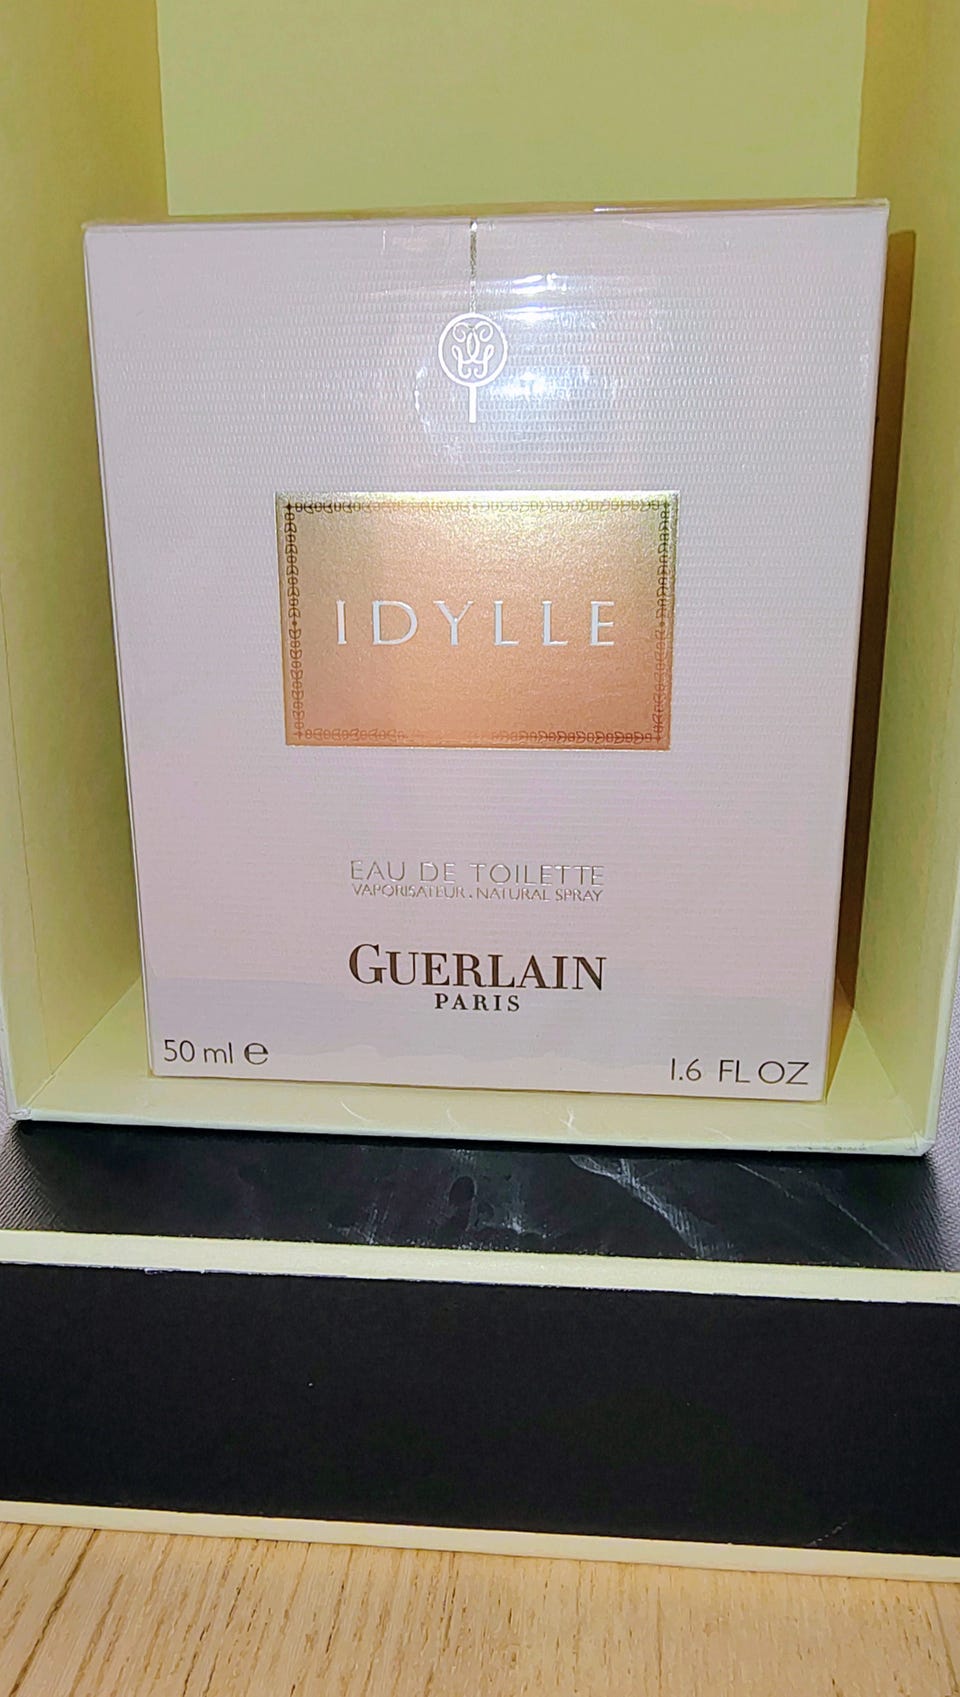 IDYLLE
EAU DE TOILETTE
VAPORISATEUR . NATURAL SPRAY
GUERLAIN
PARIS
50 ml ℮
1.6 FL OZ